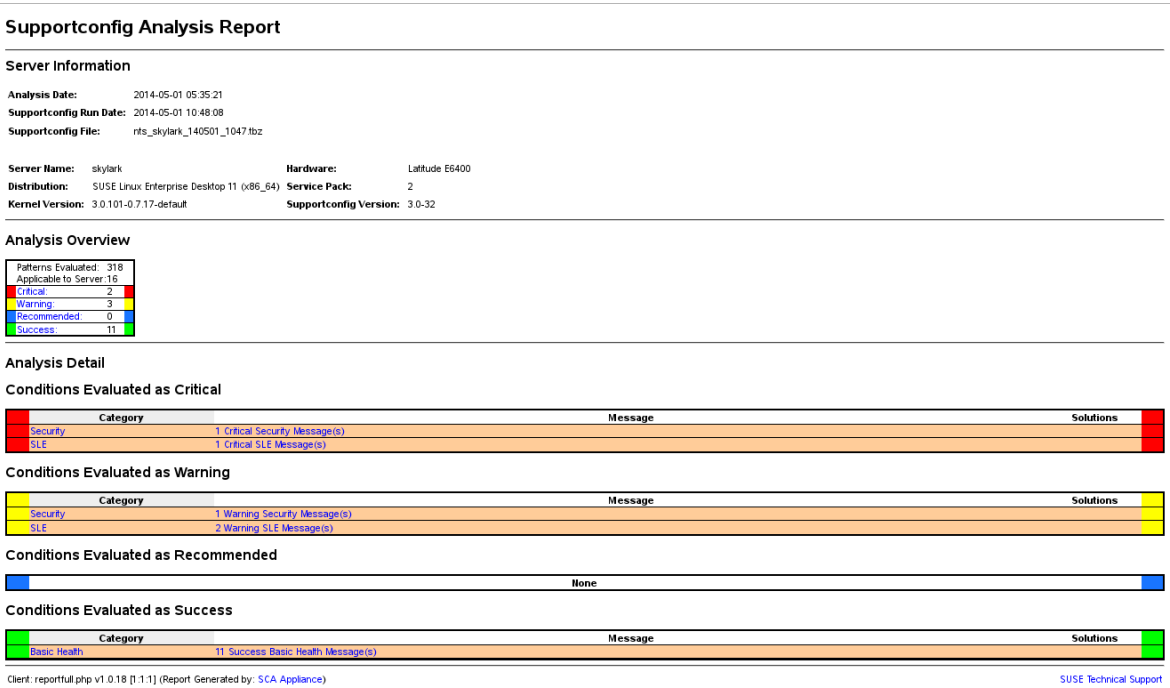 Supportconfig Analysis Report
Server Information
Analysis Date: 2014-05-01 05:35:21
Supportconfig Run Date: 2014-05-01 10:48:08
Supportconfig File: nts_skylark_140501_1047.tbz
Server Name: skylark Hardware: Latitude E6400
Distribution: SUSE Linux Enterprise Desktop 11 (x86_64) Service Pack: 2
Kernel Version: 3.0.101-0.7.17-default Supportconfig Version: 3.0-32
Analysis Overview
Patterns Evaluated: 318
Applicable to Server:16
Critical: 2
Warning: 3
Recommended: 0
Success: 11
Analysis Detail
Conditions Evaluated as Critical
Category Message Solutions
Security 1 Critical Security Message(s)
SLE 1 Critical SLE Message(s)
Conditions Evaluated as Warning
Category Message Solutions
Security 1 Warning Security Message(s)
SLE 2 Warning SLE Message(s)
Conditions Evaluated as Recommended
None
Conditions Evaluated as Success
Category Message Solutions
Basic Health 11 Success Basic Health Message(s)
Client: reportfull.php v1.0.18 [1:1:1] (Report Generated by: SCA Appliance) SUSE Technical Support